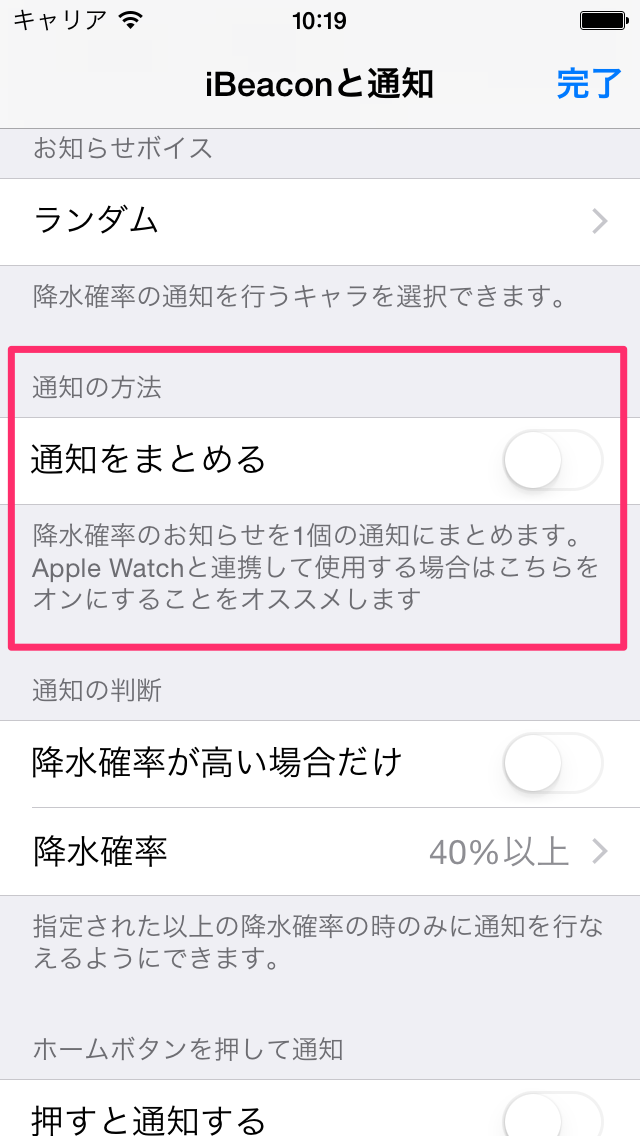 キャリア 10:19
iBeaconと通知 完了
お知らせボイス
ランダム
降水確率の通知を行うキャラを選択できます。
通知の方法
通知をまとめる
降水確率のお知らせを1個の通知にまとめます。
Apple Watchと連携して使用する場合はこちらを
オンにすることをオススメします
通知の判断
降水確率が高い場合だけ
降水確率 40%以上
指定された以上の降水確率の時のみに通知を行な
えるようにできます。
ホームボタンを押して通知
押すと通知する